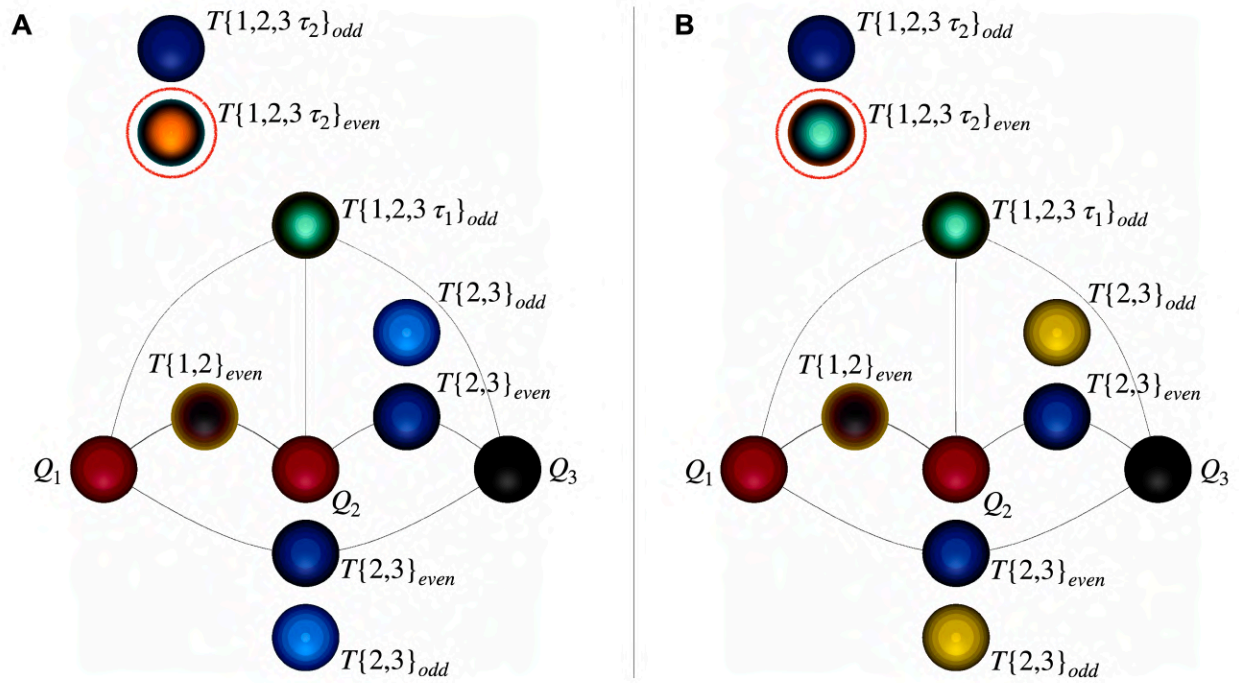 A
T{1,2,3 τ₂}odd
T{1,2,3 τ₂}even
T{1,2,3 τ₁}odd
T{2,3}odd
T{1,2}even
T{2,3}even
Q₁
Q₂
Q₃
T{2,3}even
T{2,3}odd
B
T{1,2,3 τ₂}odd
T{1,2,3 τ₂}even
T{1,2,3 τ₁}odd
T{2,3}odd
T{1,2}even
T{2,3}even
Q₁
Q₂
Q₃
T{2,3}even
T{2,3}odd